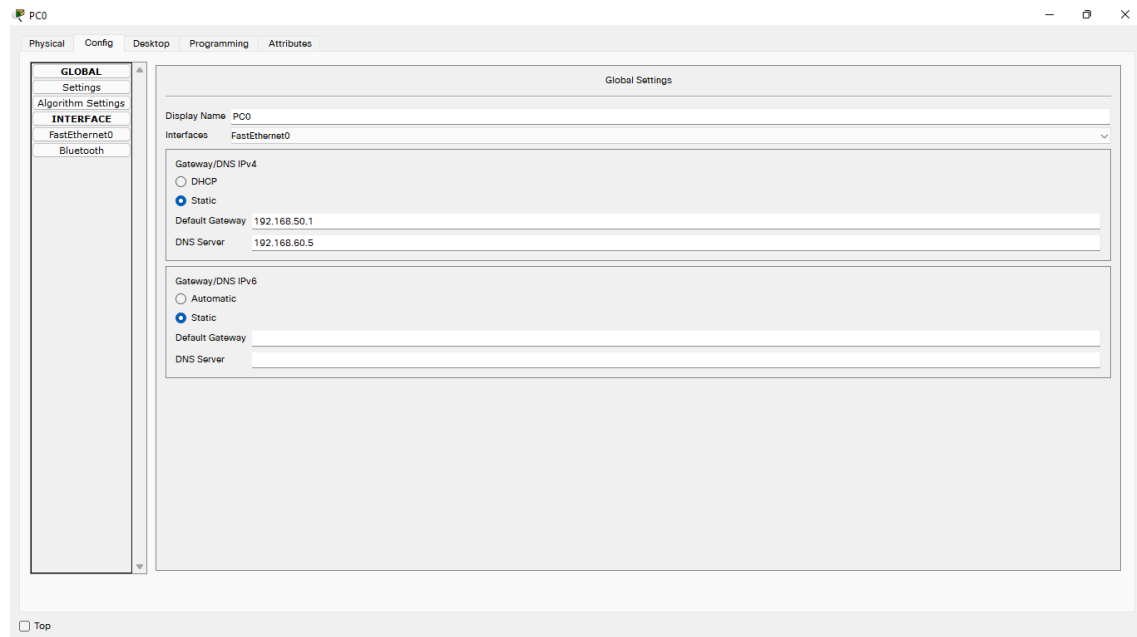 PC0
Physical Config Desktop Programming Attributes
GLOBAL
Settings
Algorithm Settings
INTERFACE
FastEthernet0
Bluetooth
Global Settings
Display Name PC0
Interfaces FastEthernet0
Gateway/DNS IPv4
DHCP
Static
Default Gateway 192.168.50.1
DNS Server 192.168.60.5
Gateway/DNS IPv6
Automatic
Static
Default Gateway
DNS Server
Top